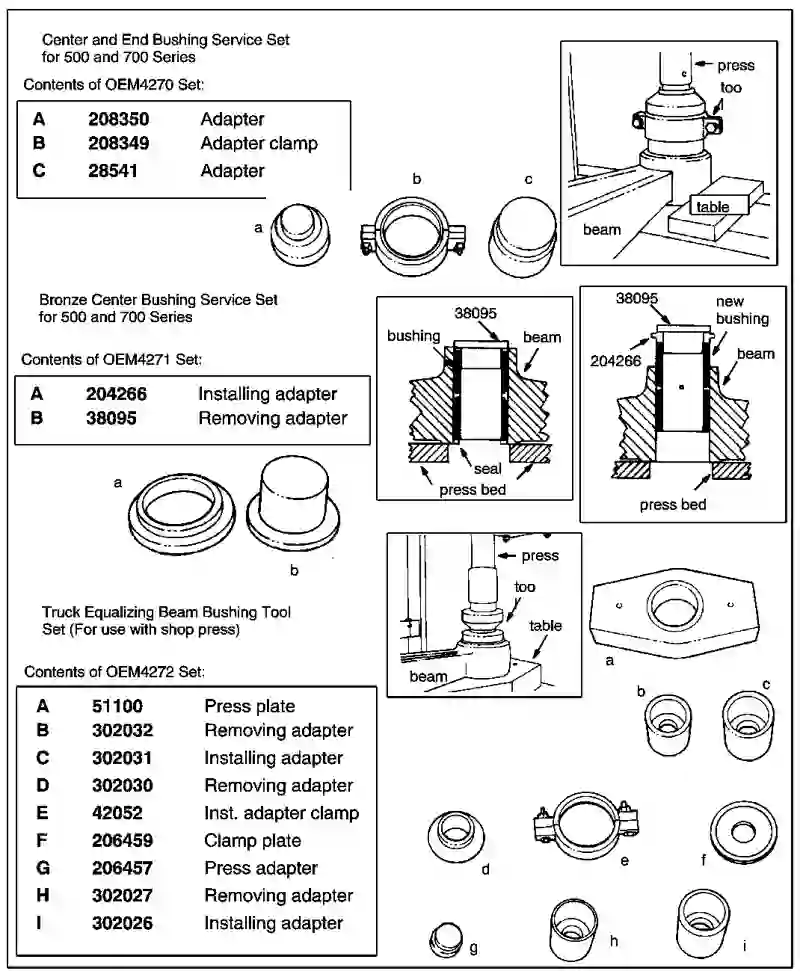 Center and End Bushing Service Set
for 500 and 700 Series
Contents of OEM4270 Set:
A 208350 Adapter
B 208349 Adapter clamp
C 28541 Adapter
press
too
l
table
beam
a
b
c
Bronze Center Bushing Service Set
for 500 and 700 Series
Contents of OEM4271 Set:
A 204266 Installing adapter
B 38095 Removing adapter
38095
bushing
beam
seal
press bed
38095
new
bushing
204266
beam
press bed
a
b
Truck Equalizing Beam Bushing Tool
Set (For use with shop press)
Contents of OEM4272 Set:
A 51100 Press plate
B 302032 Removing adapter
C 302031 Installing adapter
D 302030 Removing adapter
E 42052 Inst. adapter clamp
F 206459 Clamp plate
G 206457 Press adapter
H 302027 Removing adapter
I 302026 Installing adapter
press
too
l
table
beam
a
b
c
d
e
f
g
h
i